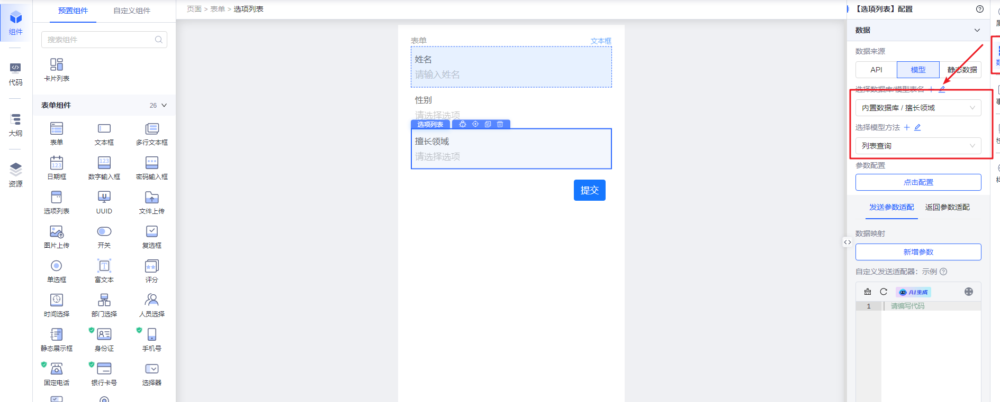 组件
代码
大纲
资源
预置组件
自定义组件
搜索组件
卡片列表
表单组件
26
表单
文本框
多行文本框
日期框
数字输入框
密码输入框
选项列表
UUID
文件上传
图片上传
开关
复选框
单选框
富文本
评分
时间选择
部门选择
人员选择
静态展示框
身份证
手机号
固定电话
银行卡号
选择器
页面 > 表单 > 选项列表
表单
文本框
姓名
请输入姓名
性别
请选择选项
选项列表
擅长领域
请选择选项
提交
【选项列表】配置
数据
数据来源
API
模型
静态数据
选择数据库/模型表名
内置数据库 / 擅长领域
选择模型方法
列表查询
参数配置
点击配置
发送参数适配
返回参数适配
数据映射
新增参数
自定义发送适配器：示例
AI生成
1
请编写代码